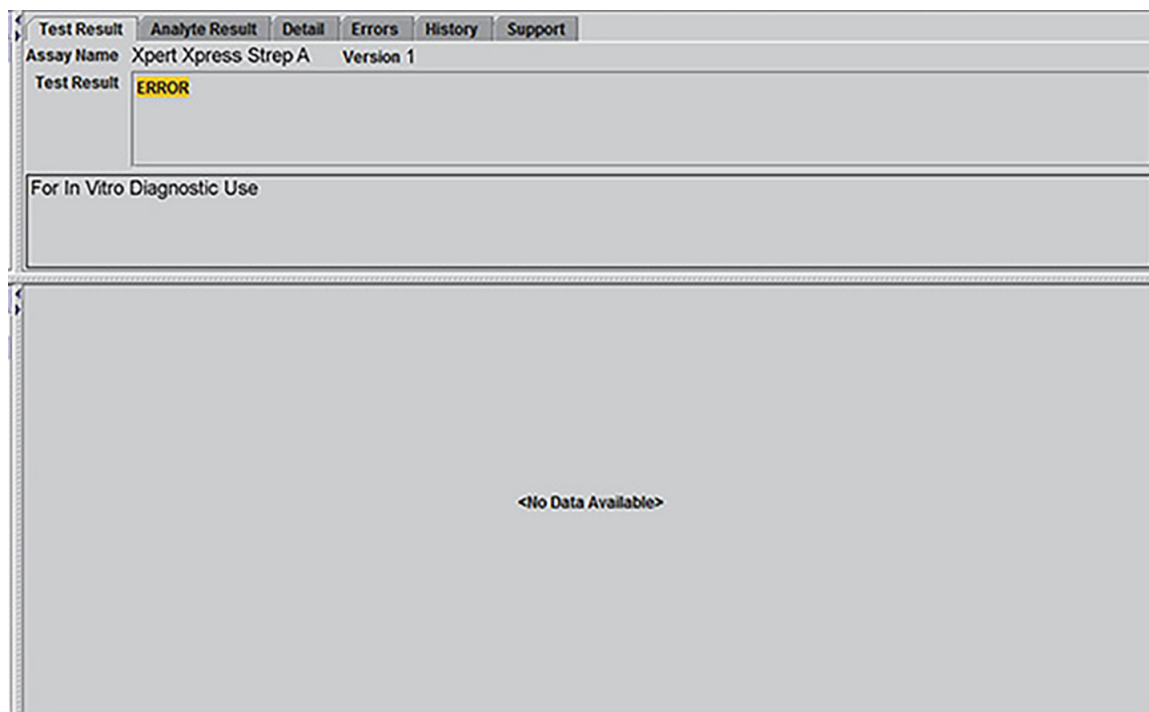 Test Result Analyte Result Detail Errors History Support
Assay Name Xpert Xpress Strep A Version 1
Test Result ERROR
For In Vitro Diagnostic Use
<No Data Available>